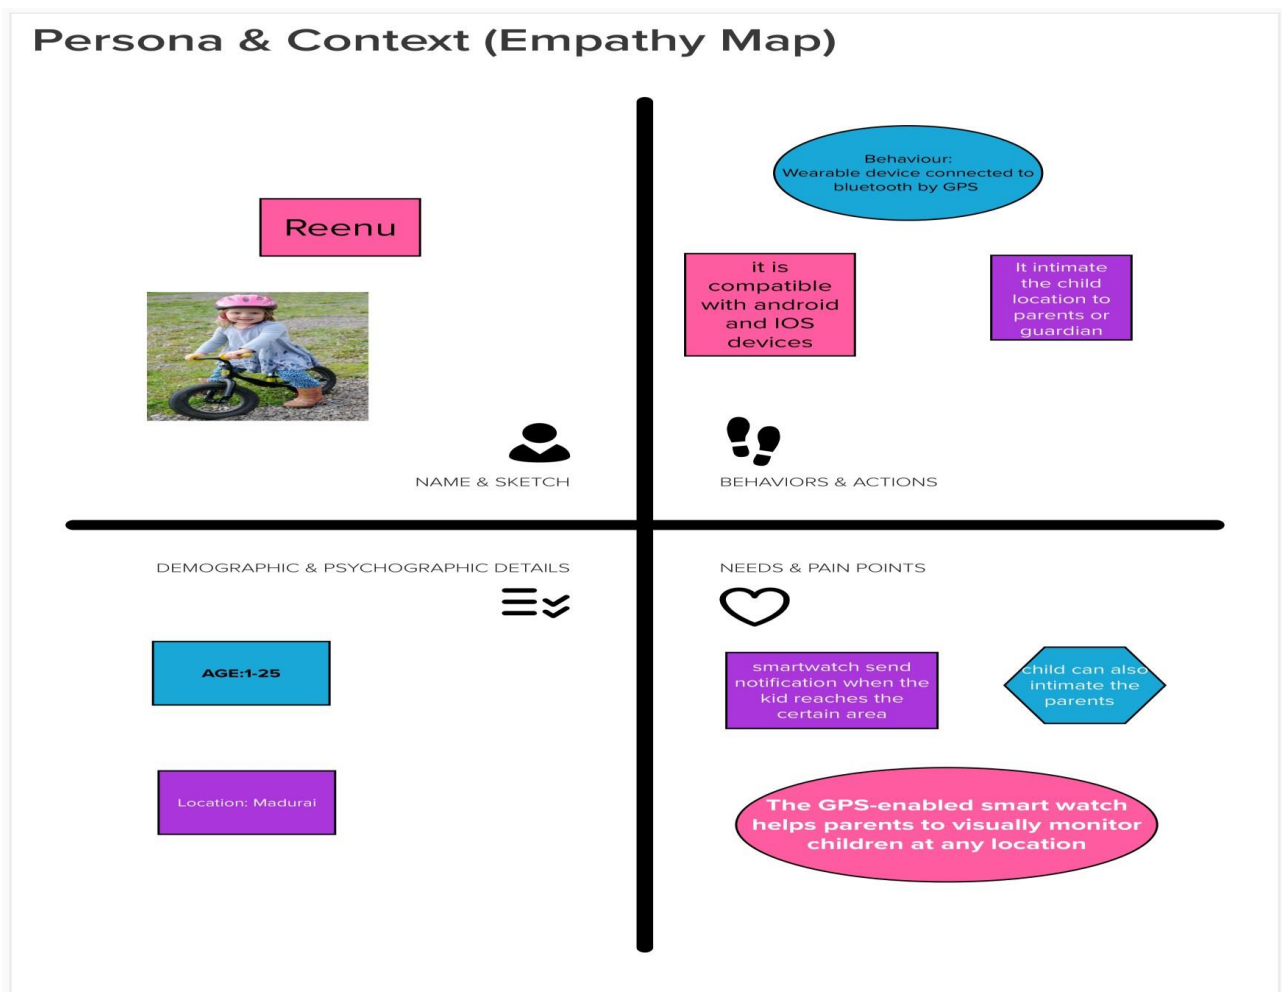 Persona & Context (Empathy Map)
Reenu
NAME & SKETCH
Behaviour:
Wearable device connected to
bluetooth by GPS
it is
compatible
with android
and IOS
devices
It intimate
the child
location to
parents or
guardian
BEHAVIORS & ACTIONS
DEMOGRAPHIC & PSYCHOGRAPHIC DETAILS
AGE:1-25
Location: Madurai
NEEDS & PAIN POINTS
smartwatch send
notification when the
kid reaches the
certain area
child can also
intimate the
parents
The GPS-enabled smart watch
helps parents to visually monitor
children at any location